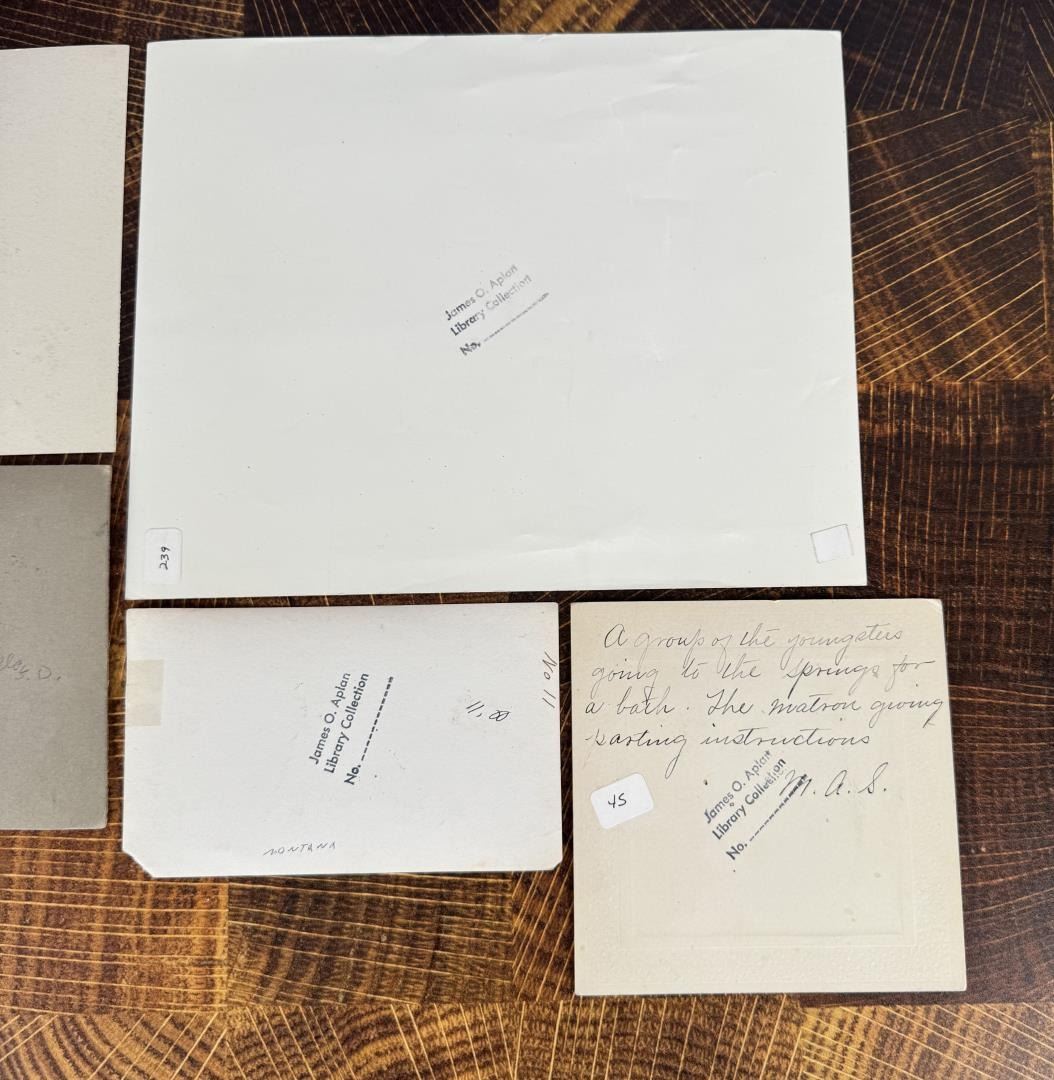 James O. Aplan
Library Collection
No.
239
D.
James O. Aplan
Library Collection
No.
11.00
No 11
MONTANA
A group of the youngsters
going to the springs for
a bath. The matron giving
parting instructions
M. A. S.
45
James O. Aplan
Library Collection
No.